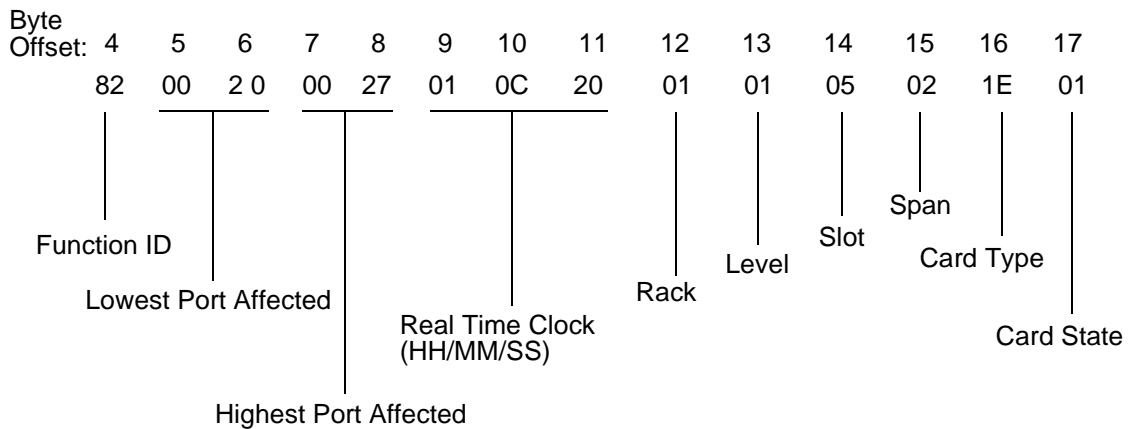 Byte
Offset: 4 5 6 7 8 9 10 11 12 13 14 15 16 17
82 00 2 0 00 27 01 0C 20 01 01 05 02 1E 01
Span
Slot
Function ID
Card Type
Level
Rack
Lowest Port Affected
Real Time Clock
(HH/MM/SS)
Card State
Highest Port Affected